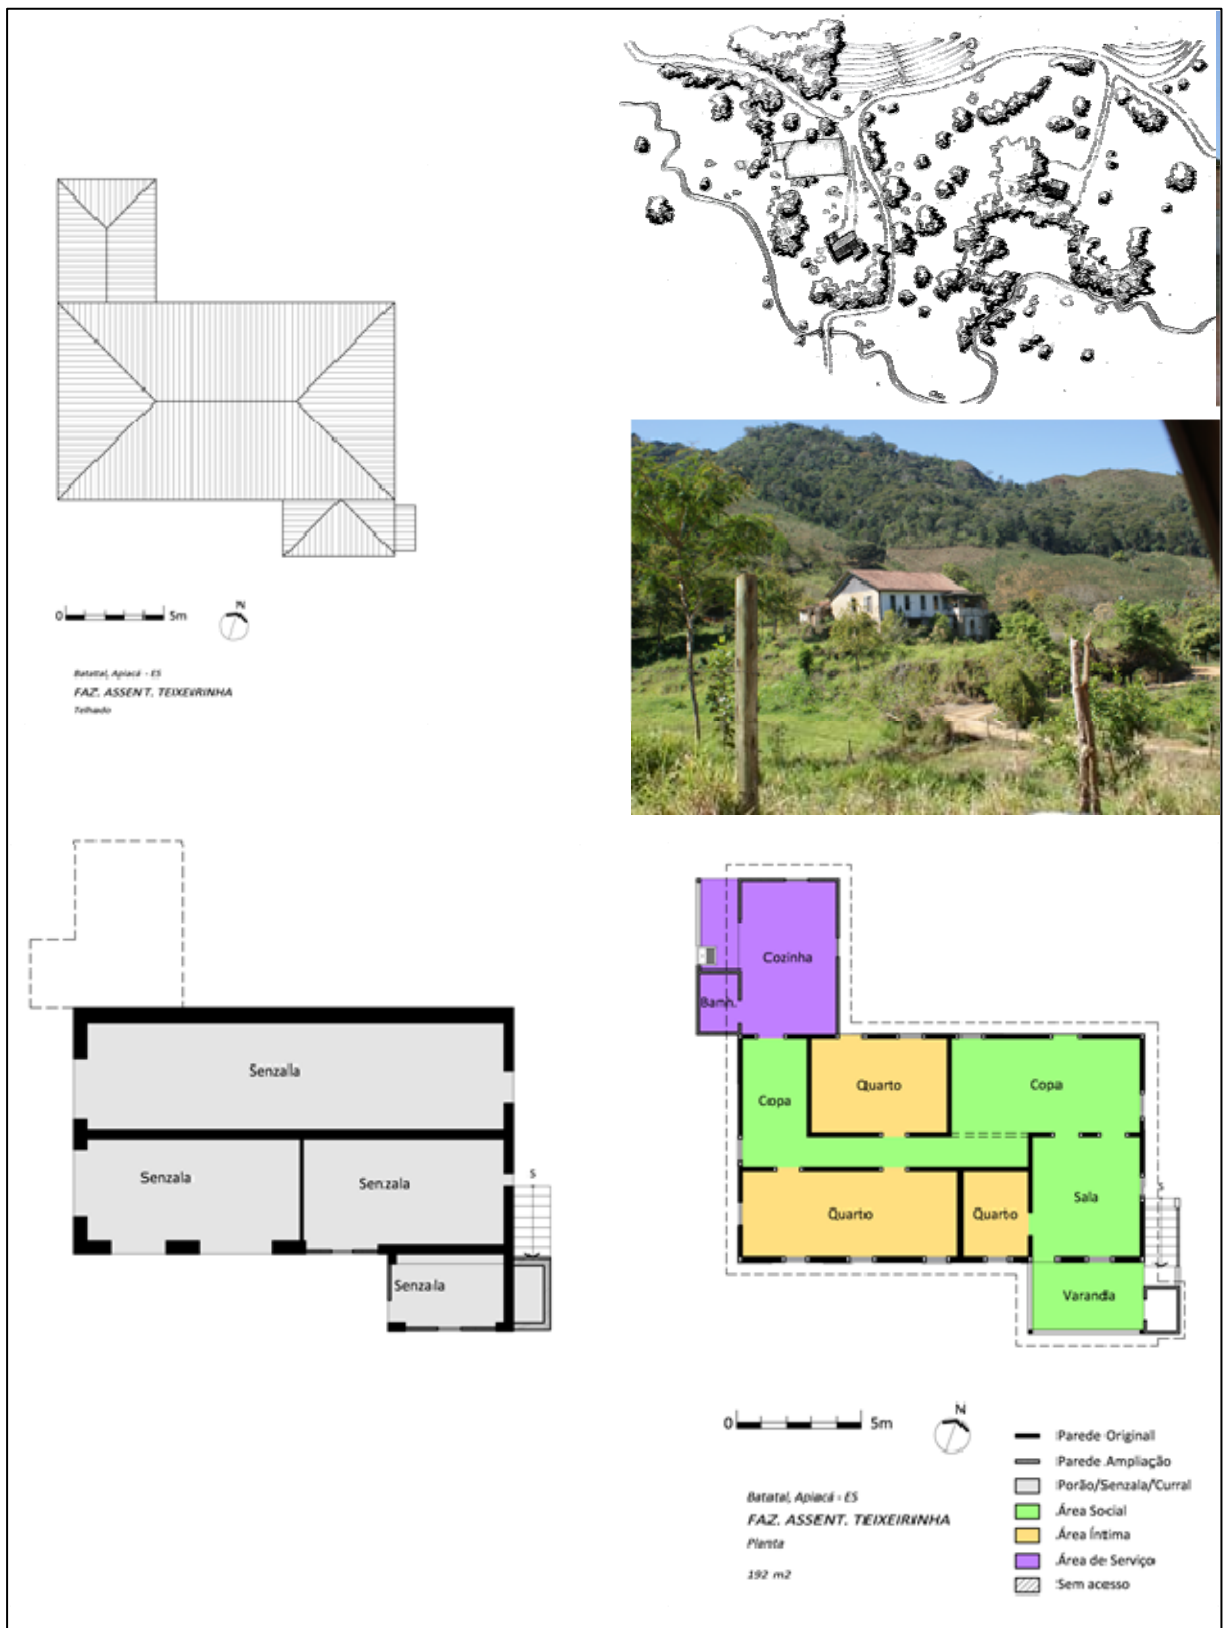 0 5m
N
Batatal, Apiacá - ES
FAZ. ASSENT. TEIXEIRINHA
Telhado
Senzala
Senzala
Senzala
S
Senzala
Cozinha
Banh.
Copa
Quarto
Copa
Quarto
Quarto
Sala
S
Varanda
0 5m
N
Batatal, Apiacá - ES
FAZ. ASSENT. TEIXEIRINHA
Planta
192 m2
Parede Original
Parede Ampliação
Porão/Senzala/Curral
Área Social
Área Íntima
Área de Serviço
Sem acesso